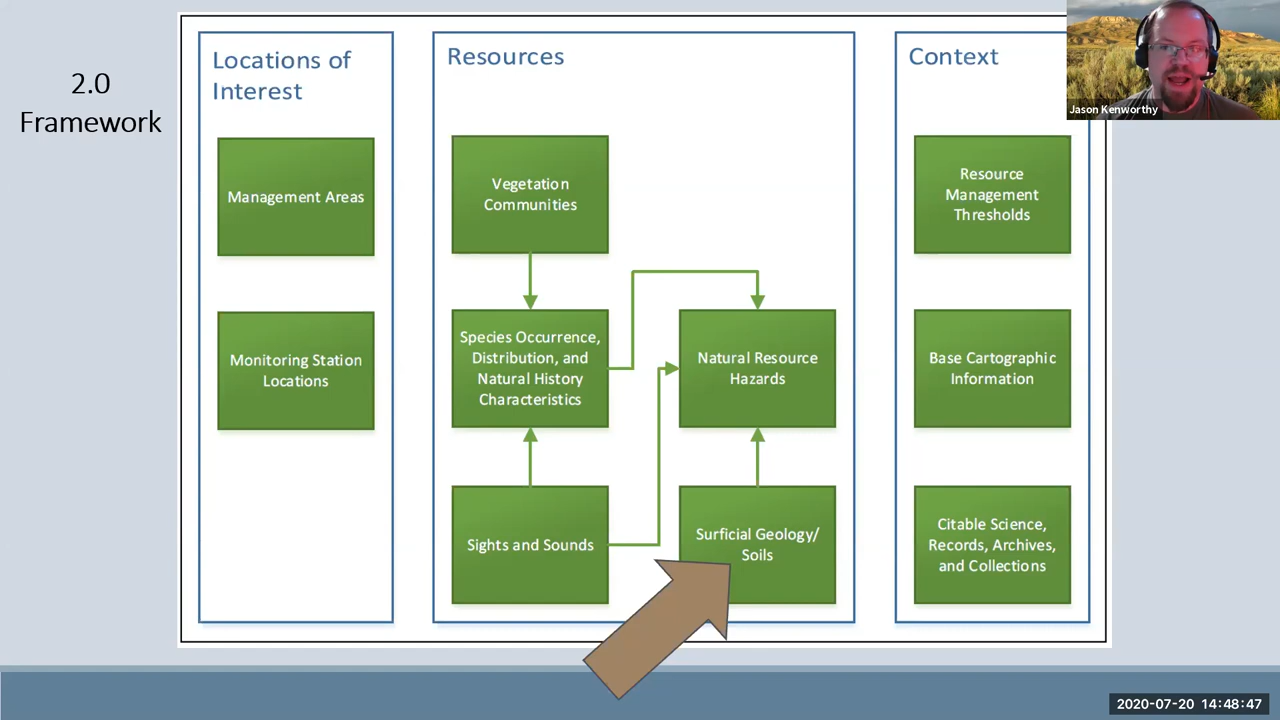 2.0
Framework
Locations of
Interest
Management Areas
Monitoring Station
Locations
Resources
Vegetation
Communities
Species Occurrence,
Distribution, and
Natural History
Characteristics
Natural Resource
Hazards
Sights and Sounds
Surficial Geology/
Soils
Context
Resource
Management
Thresholds
Base Cartographic
Information
Citable Science,
Records, Archives,
and Collections
Jason Kenworthy
2020-07-20 14:48:47